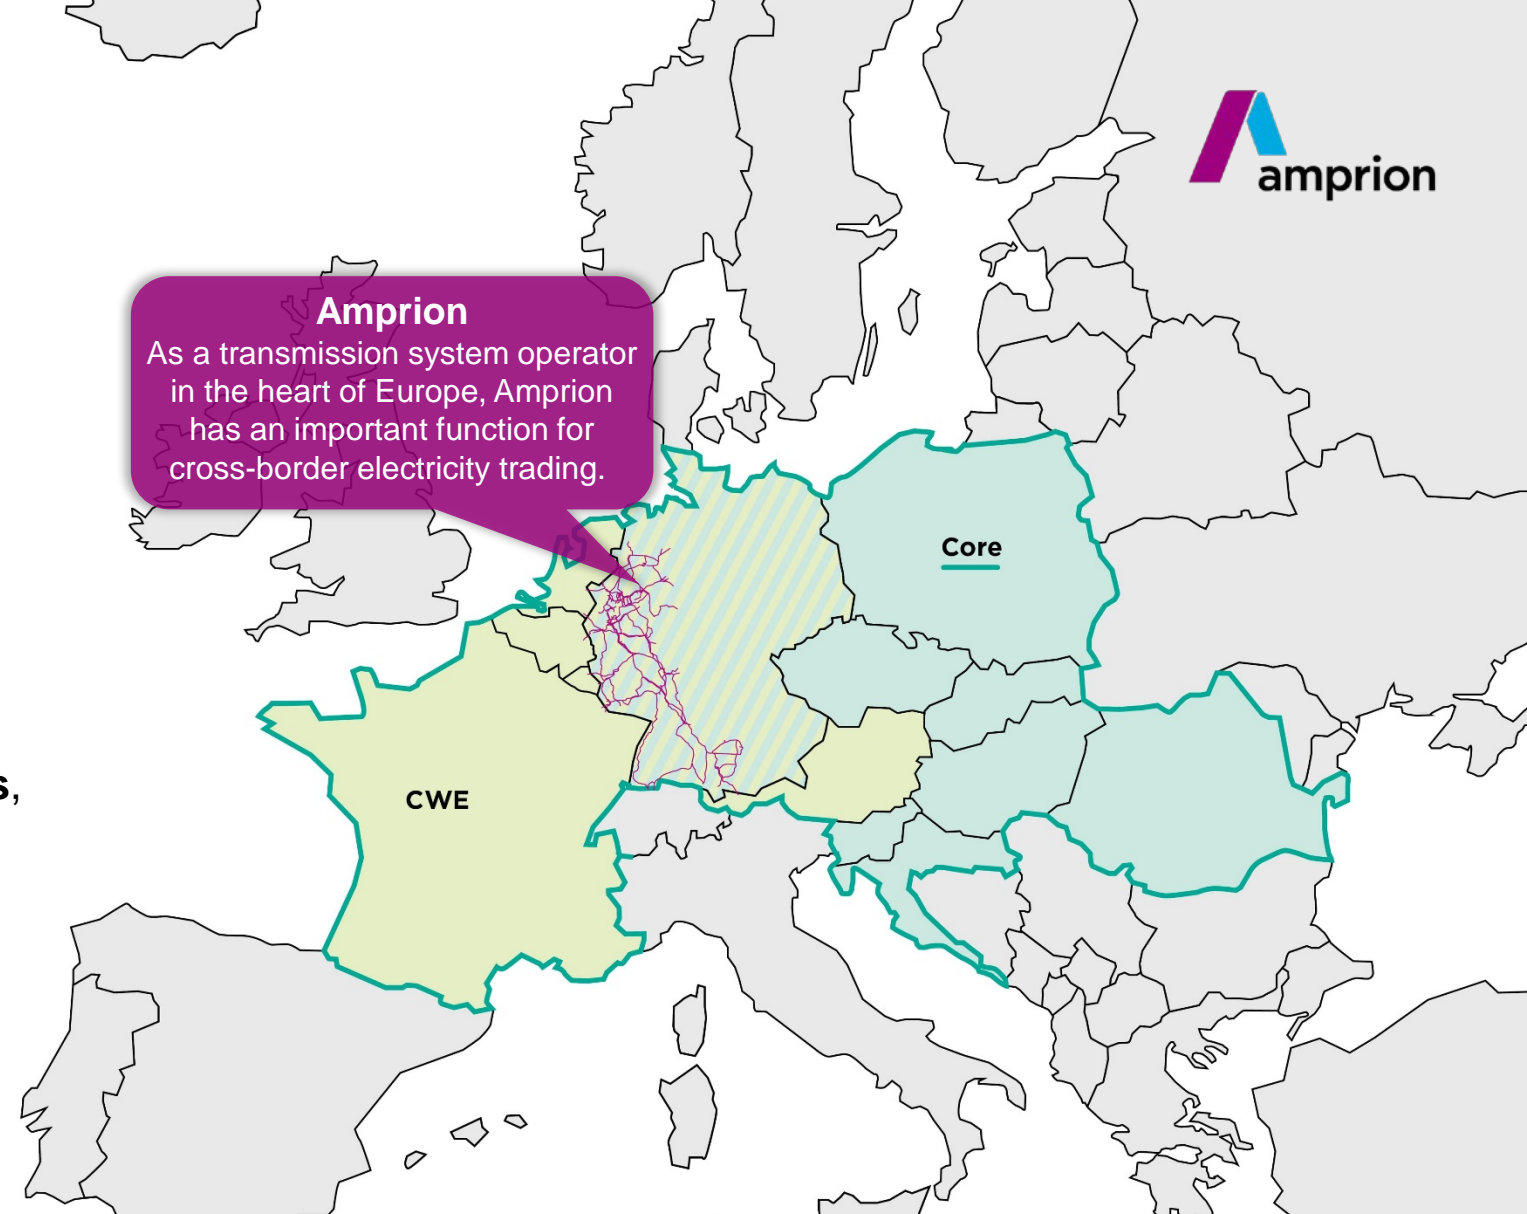 amprion
Amprion
As a transmission system operator
in the heart of Europe, Amprion
has an important function for
cross-border electricity trading.
Core
s,
CWE